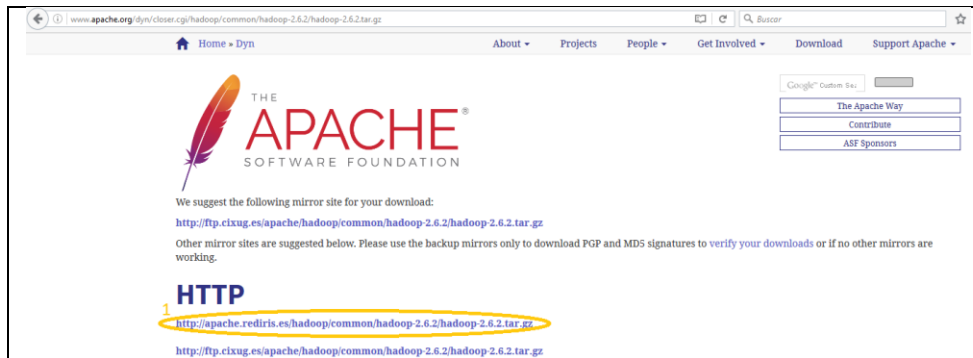 www.apache.org/dyn/closer.cgi/hadoop/common/hadoop-2.6.2/hadoop-2.6.2.tar.gz
Buscar
Home » Dyn
About
Projects
People
Get Involved
Download
Support Apache
THE
APACHE®
SOFTWARE FOUNDATION
Google™ Custom Sea
The Apache Way
Contribute
ASF Sponsors
We suggest the following mirror site for your download:
http://ftp.cixug.es/apache/hadoop/common/hadoop-2.6.2/hadoop-2.6.2.tar.gz
Other mirror sites are suggested below. Please use the backup mirrors only to download PGP and MD5 signatures to verify your downloads or if no other mirrors are
working.
HTTP
1
http://apache.rediris.es/hadoop/common/hadoop-2.6.2/hadoop-2.6.2.tar.gz
http://ftp.cixug.es/apache/hadoop/common/hadoop-2.6.2/hadoop-2.6.2.tar.gz